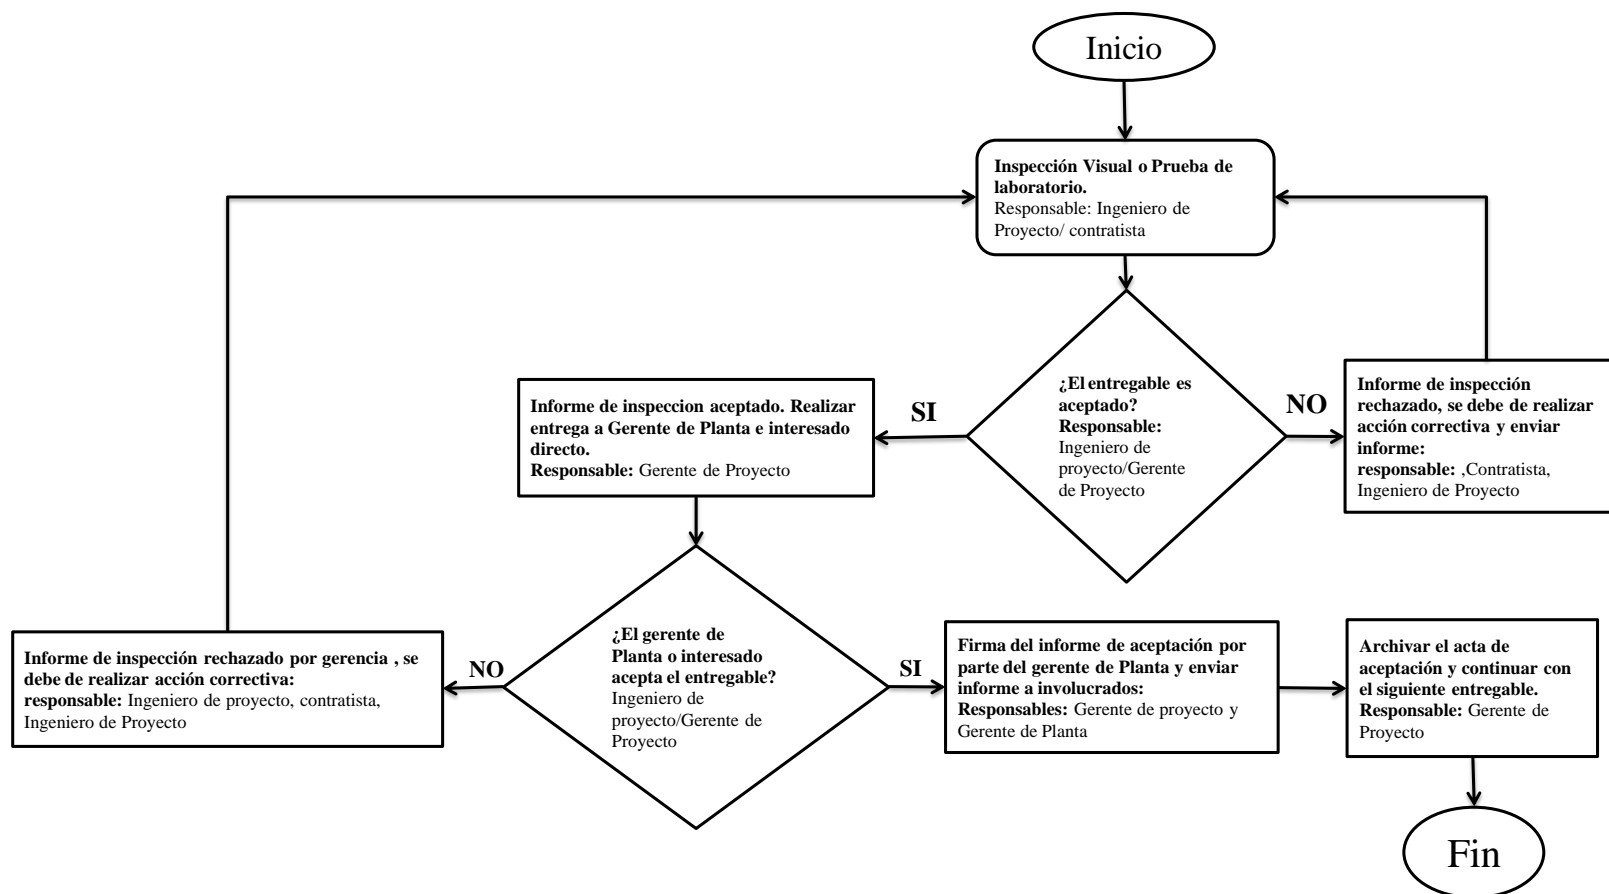 Inicio
Inspección Visual o Prueba de
laboratorio.
Responsable: Ingeniero de
Proyecto/ contratista
¿El entregable es
aceptado?
Responsable:
Ingeniero de
proyecto/Gerente
de Proyecto
SI
NO
Informe de inspeccion aceptado. Realizar
entrega a Gerente de Planta e interesado
directo.
Responsable: Gerente de Proyecto
Informe de inspección
rechazado, se debe de realizar
acción correctiva y enviar
informe:
responsable: ,Contratista,
Ingeniero de Proyecto
¿El gerente de
Planta o interesado
acepta el entregable?
Ingeniero de
proyecto/Gerente de
Proyecto
NO
SI
Informe de inspección rechazado por gerencia , se
debe de realizar acción correctiva:
responsable: Ingeniero de proyecto, contratista,
Ingeniero de Proyecto
Firma del informe de aceptación por
parte del gerente de Planta y enviar
informe a involucrados:
Responsables: Gerente de proyecto y
Gerente de Planta
Archivar el acta de
aceptación y continuar con
el siguiente entregable.
Responsable: Gerente de
Proyecto
Fin